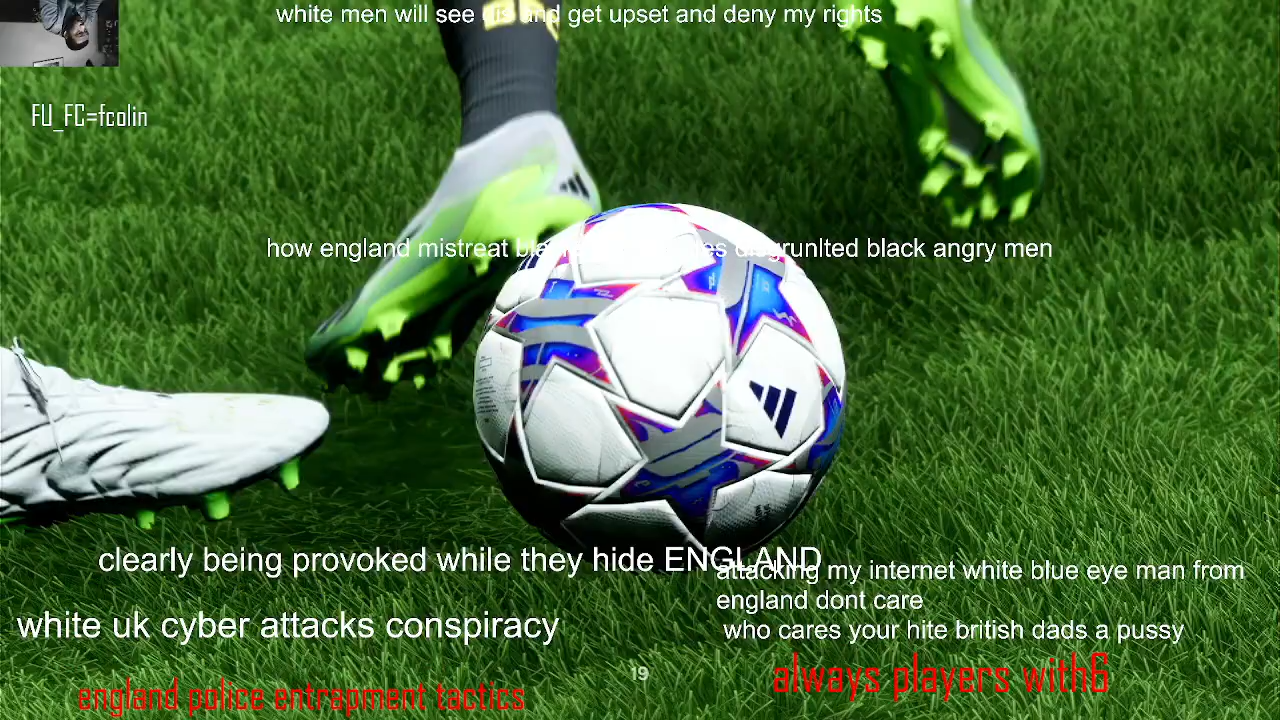 white men will see and get upset and deny my rights
FU_FC=fcolin
how england mistreat disgrunlted black angry men
clearly being provoked while they hide ENGLAND
attacking my internet white blue eye man from
england dont care
white uk cyber attacks conspiracy
who cares your hite british dads a pussy
19
always players with6
england police entrapment tactics